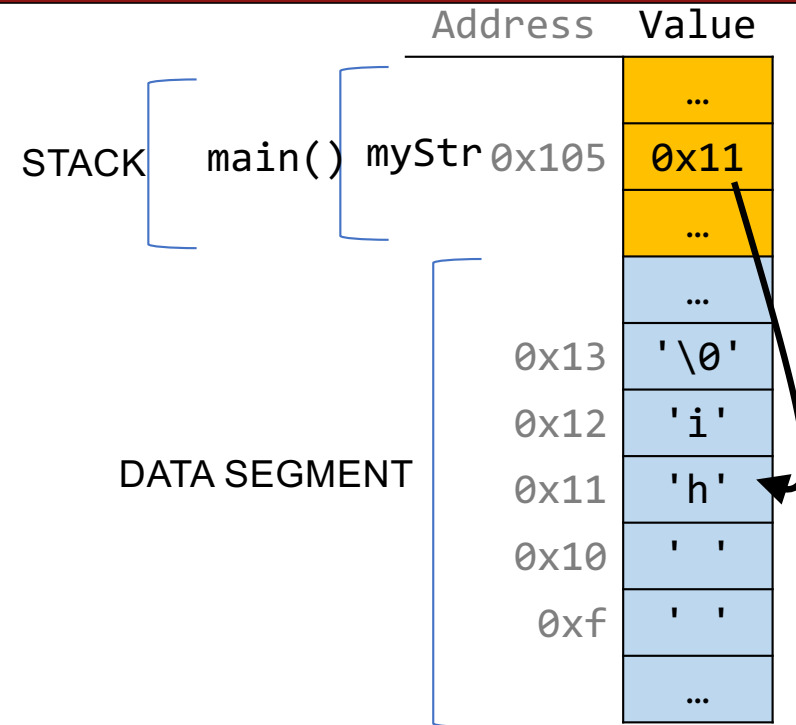 Address Value
…
STACK main() myStr 0x105 0x11
…
…
0x13 '\0'
0x12 'i'
DATA SEGMENT 0x11 'h'
0x10 ' '
0xf ' '
…